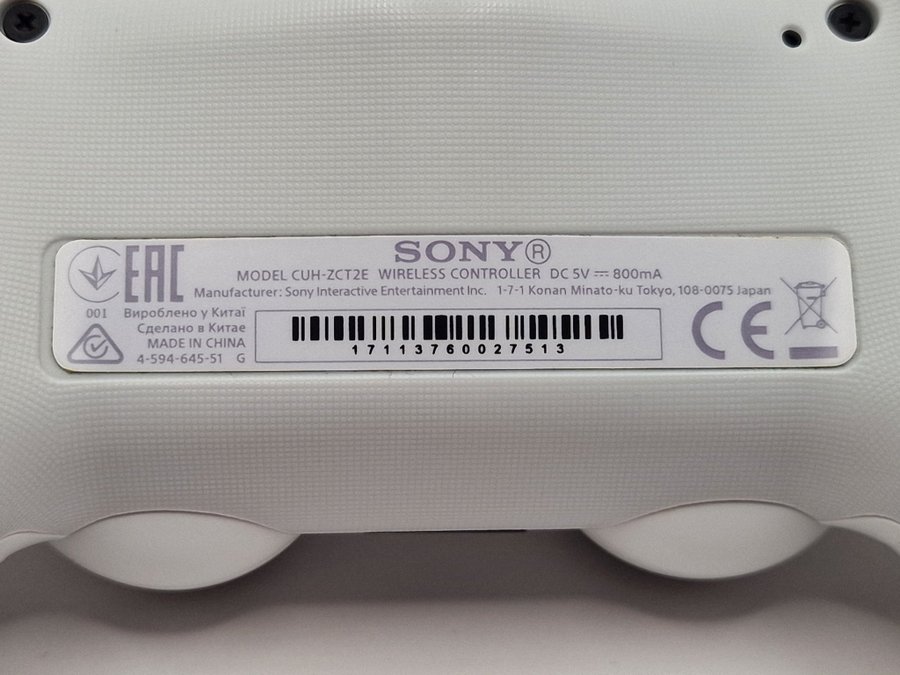 EAC
SONY®
MODEL CUH-ZCT2E WIRELESS CONTROLLER DC 5V ⎓ 800mA
Manufacturer: Sony Interactive Entertainment Inc. 1-7-1 Konan Minato-ku Tokyo, 108-0075 Japan
001 Вироблено у Китаї
Сделано в Китае
MADE IN CHINA
4-594-645-51 G
17113760027513
CE